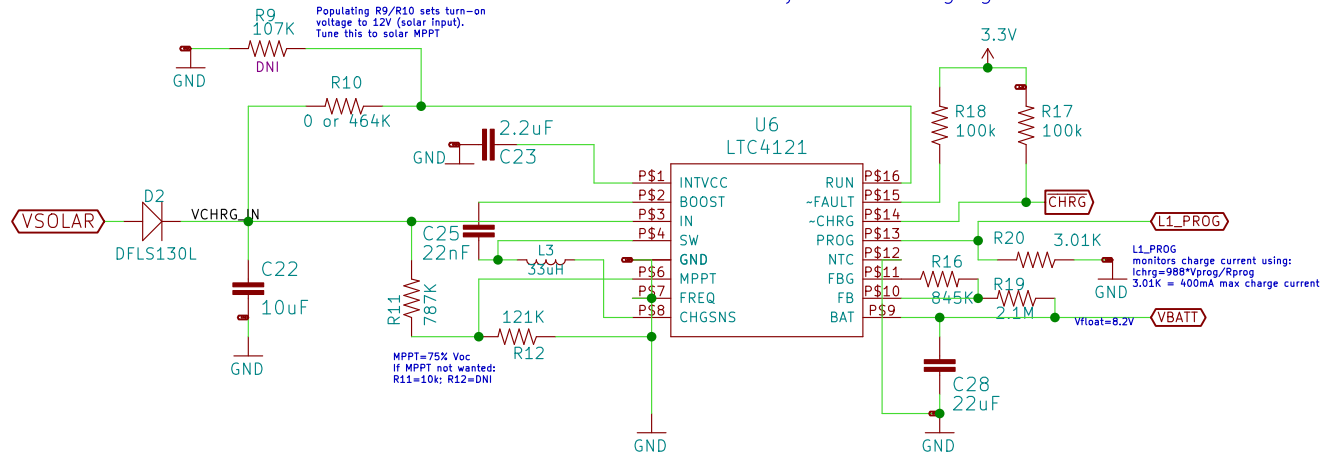 R9
107K
DNI
GND
Populating R9/R10 sets turn-on
voltage to 12V (solar input).
Tune this to solar MPPT
R10
0 or 464K
GND
2.2uF
C23
U6
LTC4121
3.3V
R18
100k
R17
100k
VSOLAR
D2
DFLS130L
VCHRG_IN
C22
10uF
GND
C25
22nF
L3
33uH
R11
787K
121K
R12
MPPT=75% Voc
If MPPT not wanted:
R11=10k; R12=DNI
GND
P$1 INTVCC
P$2 BOOST
P$3 IN
P$4 SW
GND
P$6 MPPT
P$7 FREQ
P$8 CHGSNS
RUN P$16
~FAULT P$15
~CHRG P$14
PROG P$13
NTC P$12
FBG P$11
FB P$10
BAT P$9
CHRG
L1_PROG
R20
3.01K
GND
L1_PROG
monitors charge current using:
Ichrg=988*Vprog/Rprog
3.01K = 400mA max charge current
R16
845K
R19
2.1M
Vfloat=8.2V
VBATT
C28
22uF
GND